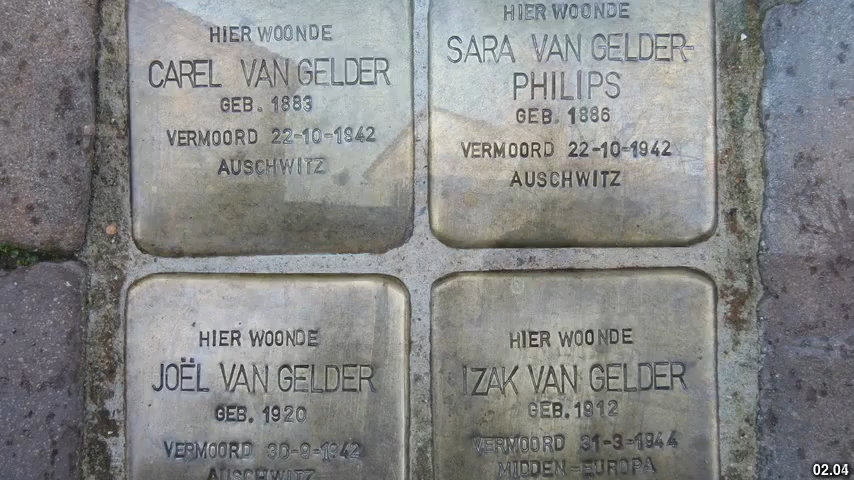 HIER WOONDE
CAREL VAN GELDER
GEB. 1883
VERMOORD 22-10-1942
AUSCHWITZ
HIER WOONDE
SARA VAN GELDER-
PHILIPS
GEB. 1886
VERMOORD 22-10-1942
AUSCHWITZ
HIER WOONDE
JOËL VAN GELDER
GEB. 1920
VERMOORD 30-9-1942
AUSCHWITZ
HIER WOONDE
IZAK VAN GELDER
GEB. 1912
VERMOORD 31-3-1944
MIDDEN-EUROPA
02.04